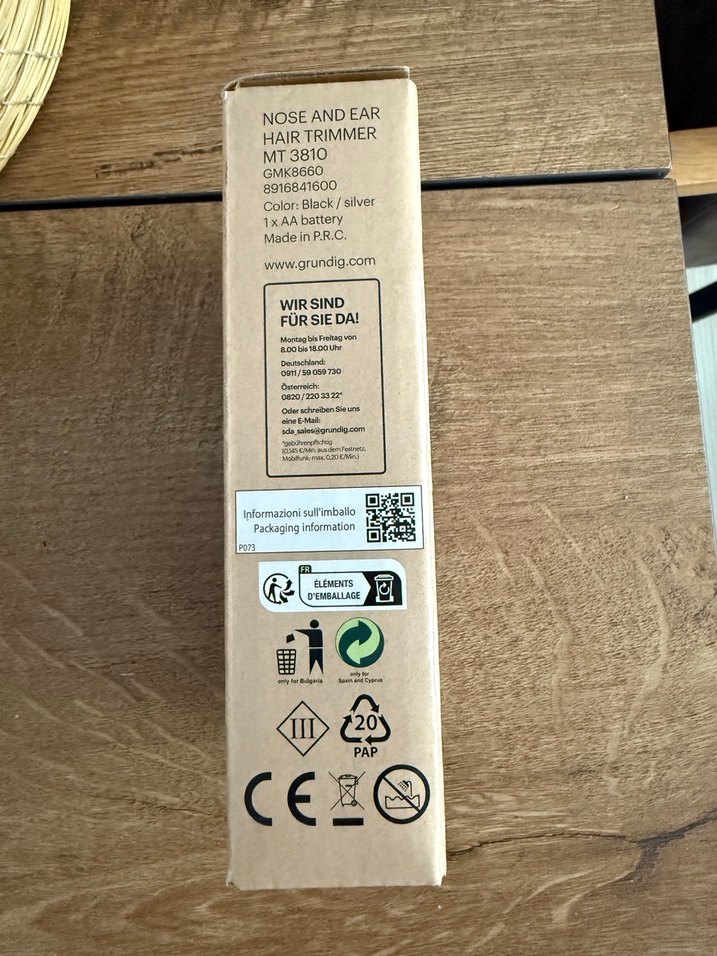 NOSE AND EAR
HAIR TRIMMER
MT 3810
GMK8660
8916841600
Color: Black / silver
1 x AA battery
Made in P.R.C.
www.grundig.com
WIR SIND
FÜR SIE DA!
Montag bis Freitag von
8.00 bis 18.00 Uhr
Deutschland:
0911 / 59 059 730
Österreich:
0820 / 220 33 22*
Oder schreiben Sie uns
eine E-Mail:
sda_sales@grundig.com
*gebührenpflichtig
(0,145 €/Min. aus dem Festnetz,
Mobilfunk: max. 0,20 €/Min.)
Informazioni sull'imballo
Packaging information
P073
FR
ÉLÉMENTS
D'EMBALLAGE
only for Bulgaria
only for
Spain and Cyprus
III
20
PAP
CE